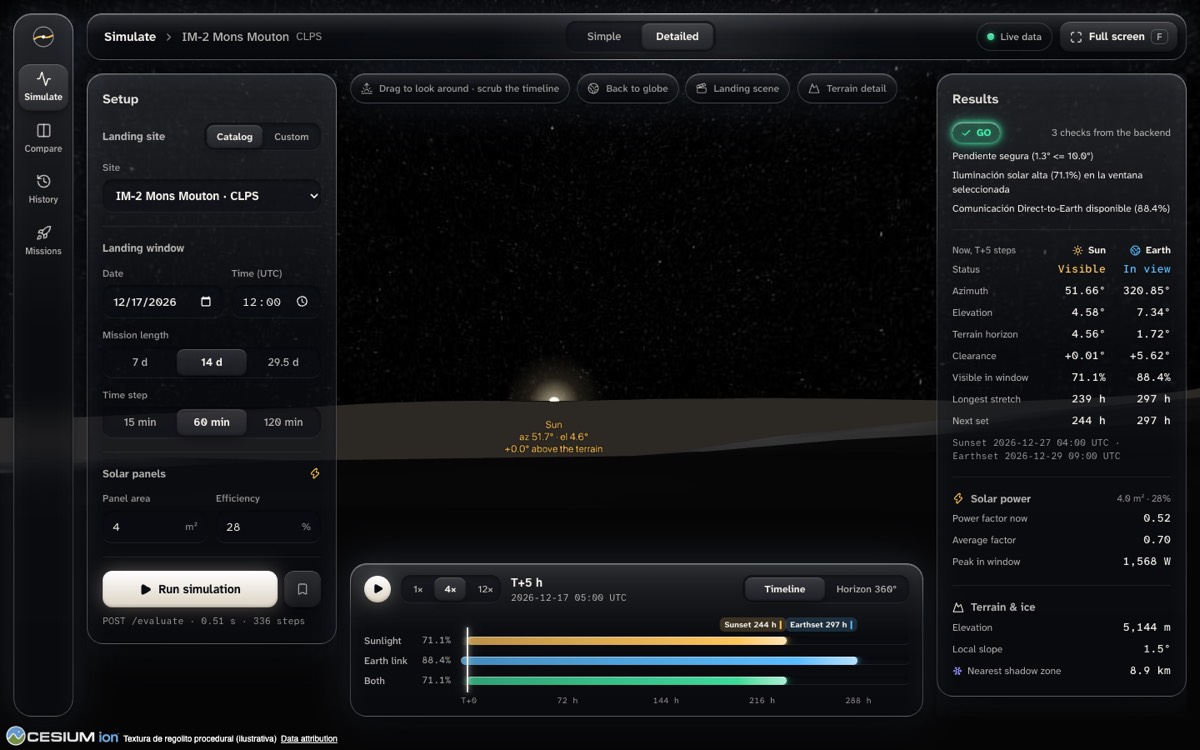 Simulate > IM-2 Mons Mouton CLPS
Simple
Detailed
Live data
Full screen F
Simulate
Compare
History
Missions
Setup
Landing site
Catalog
Custom
Site
IM-2 Mons Mouton · CLPS
Landing window
Date
Time (UTC)
12/17/2026
12:00
Mission length
7 d
14 d
29.5 d
Time step
15 min
60 min
120 min
Solar panels
Panel area
Efficiency
4 m²
28 %
Run simulation
POST /evaluate · 0.51 s · 336 steps
Drag to look around · scrub the timeline
Back to globe
Landing scene
Terrain detail
Sun
az 51.7° · el 4.6°
+0.0° above the terrain
1×
4×
12×
T+5 h
2026-12-17 05:00 UTC
Timeline
Horizon 360°
Sunset 244 h
Earthset 297 h
Sunlight 71.1%
Earth link 88.4%
Both 71.1%
T+0 72 h 144 h 216 h 288 h
Results
GO
3 checks from the backend
Pendiente segura (1.3° <= 10.0°)
Iluminación solar alta (71.1%) en la ventana
seleccionada
Comunicación Direct-to-Earth disponible (88.4%)
Now, T+5 steps Sun Earth
Status Visible In view
Azimuth 51.66° 320.85°
Elevation 4.58° 7.34°
Terrain horizon 4.56° 1.72°
Clearance +0.01° +5.62°
Visible in window 71.1% 88.4%
Longest stretch 239 h 297 h
Next set 244 h 297 h
Sunset 2026-12-27 04:00 UTC ·
Earthset 2026-12-29 09:00 UTC
Solar power 4.0 m² · 28%
Power factor now 0.52
Average factor 0.70
Peak in window 1,568 W
Terrain & ice
Elevation 5,144 m
Local slope 1.5°
Nearest shadow zone 8.9 km
CESIUM ion Textura de regolito procedural (ilustrativa) Data attribution